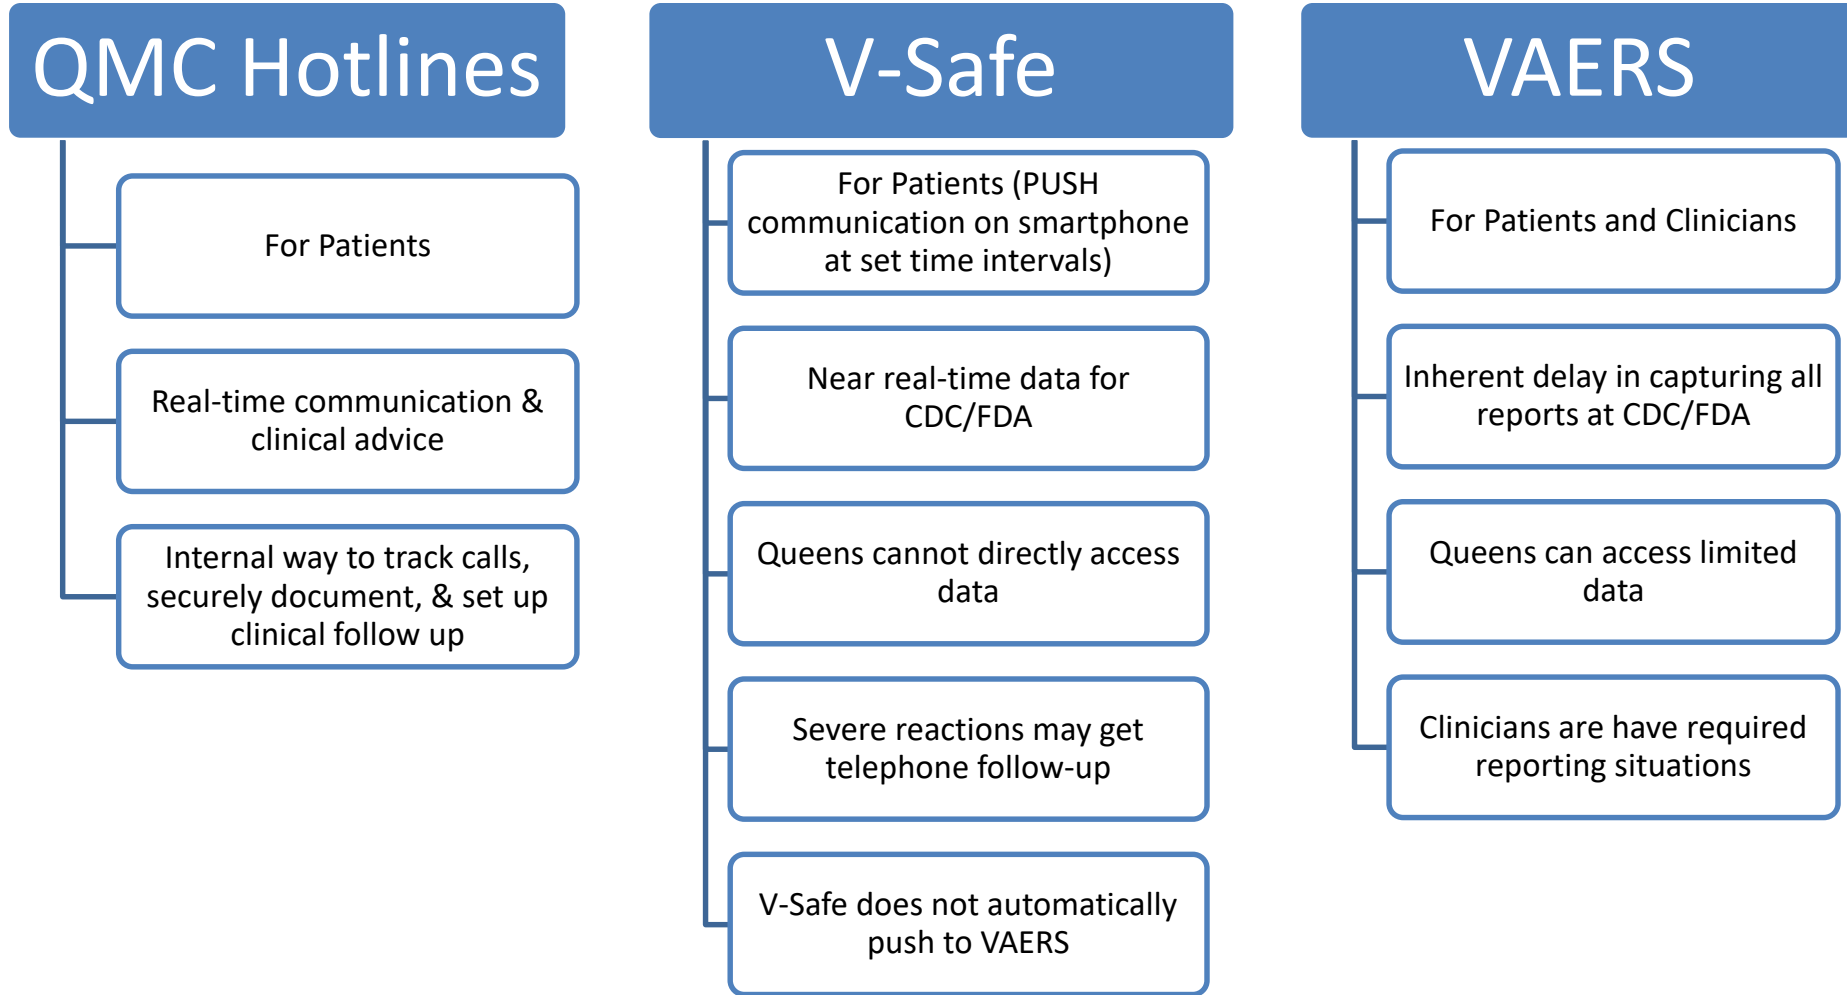 QMC Hotlines
For Patients
Real-time communication &
clinical advice
Internal way to track calls,
securely document, & set up
clinical follow up
V-Safe
For Patients (PUSH
communication on smartphone
at set time intervals)
Near real-time data for
CDC/FDA
Queens cannot directly access
data
Severe reactions may get
telephone follow-up
V-Safe does not automatically
push to VAERS
VAERS
For Patients and Clinicians
Inherent delay in capturing all
reports at CDC/FDA
Queens can access limited
data
Clinicians are have required
reporting situations